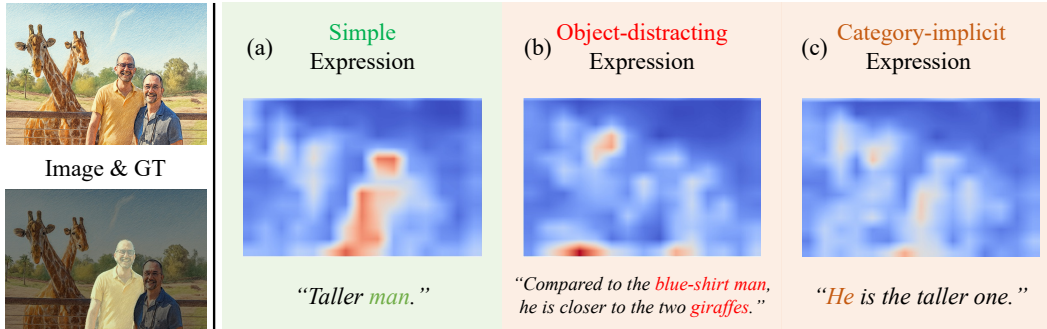 Image & GT
(a)
Simple
Expression
“Taller man.”
(b)
Object-distracting
Expression
“Compared to the blue-shirt man,
he is closer to the two giraffes.”
(c)
Category-implicit
Expression
“He is the taller one.”